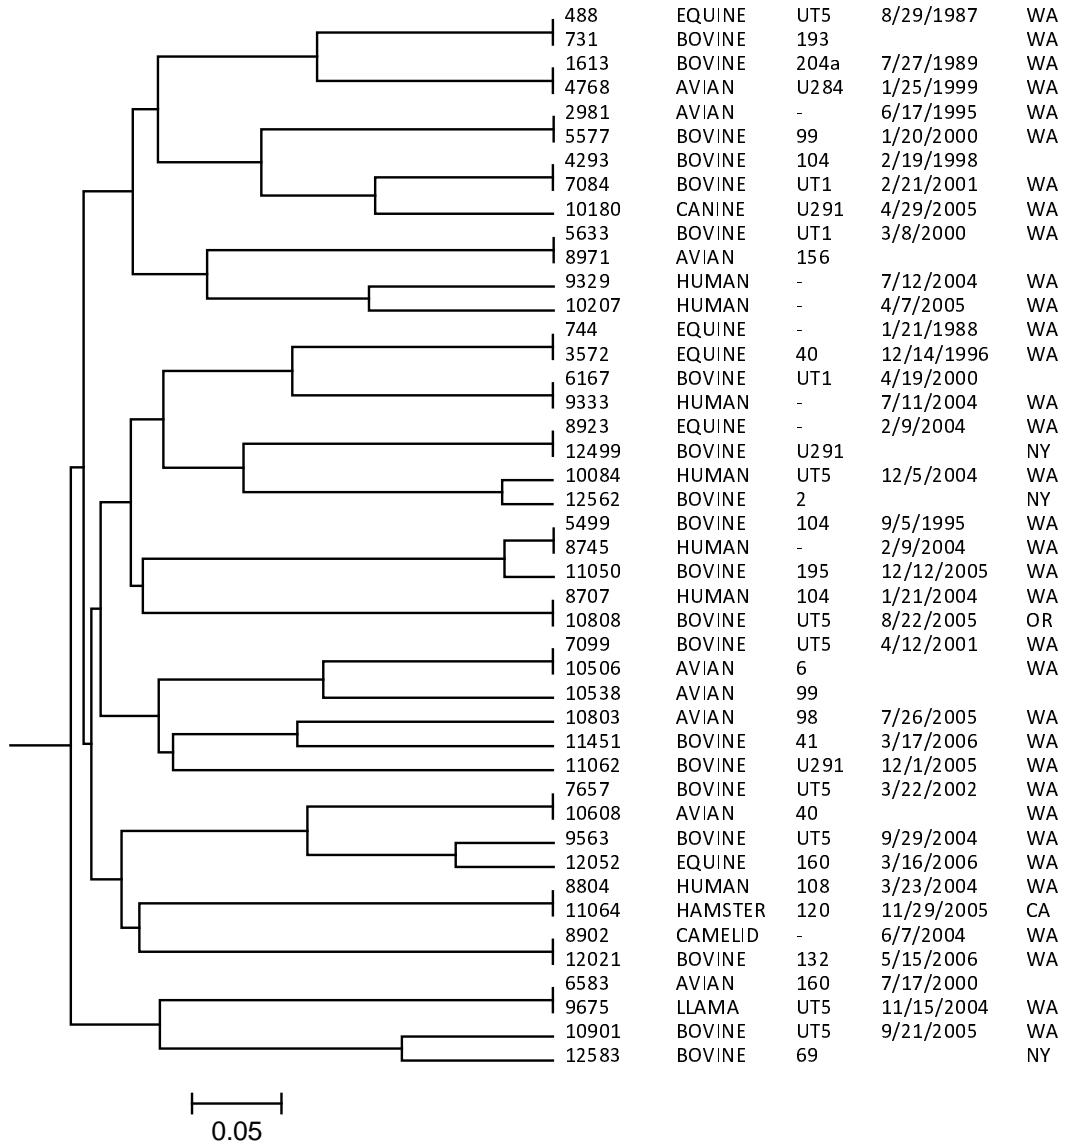 488 EQUINE UT5 8/29/1987 WA
731 BOVINE 193 WA
1613 BOVINE 204a 7/27/1989 WA
4768 AVIAN U284 1/25/1999 WA
2981 AVIAN - 6/17/1995 WA
5577 BOVINE 99 1/20/2000 WA
4293 BOVINE 104 2/19/1998
7084 BOVINE UT1 2/21/2001 WA
10180 CANINE U291 4/29/2005 WA
5633 BOVINE UT1 3/8/2000 WA
8971 AVIAN 156
9329 HUMAN - 7/12/2004 WA
10207 HUMAN - 4/7/2005 WA
744 EQUINE - 1/21/1988 WA
3572 EQUINE 40 12/14/1996 WA
6167 BOVINE UT1 4/19/2000
9333 HUMAN - 7/11/2004 WA
8923 EQUINE - 2/9/2004 WA
12499 BOVINE U291 NY
10084 HUMAN UT5 12/5/2004 WA
12562 BOVINE 2 NY
5499 BOVINE 104 9/5/1995 WA
8745 HUMAN - 2/9/2004 WA
11050 BOVINE 195 12/12/2005 WA
8707 HUMAN 104 1/21/2004 WA
10808 BOVINE UT5 8/22/2005 OR
7099 BOVINE UT5 4/12/2001 WA
10506 AVIAN 6 WA
10538 AVIAN 99
10803 AVIAN 98 7/26/2005 WA
11451 BOVINE 41 3/17/2006 WA
11062 BOVINE U291 12/1/2005 WA
7657 BOVINE UT5 3/22/2002 WA
10608 AVIAN 40 WA
9563 BOVINE UT5 9/29/2004 WA
12052 EQUINE 160 3/16/2006 WA
8804 HUMAN 108 3/23/2004 WA
11064 HAMSTER 120 11/29/2005 CA
8902 CAMELID - 6/7/2004 WA
12021 BOVINE 132 5/15/2006 WA
6583 AVIAN 160 7/17/2000
9675 LLAMA UT5 11/15/2004 WA
10901 BOVINE UT5 9/21/2005 WA
12583 BOVINE 69 NY
0.05